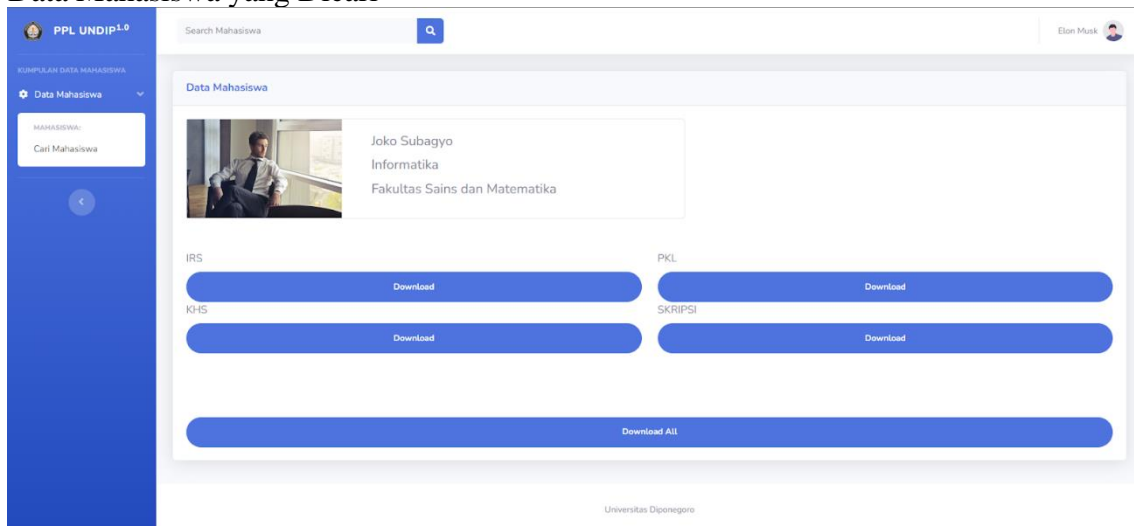 Data Mahasiswa yang Dicari
PPL UNDIP1.0
Search Mahasiswa
Elon Musk
KUMPULAN DATA MAHASISWA
Data Mahasiswa
MAHASISWA:
Cari Mahasiswa
Data Mahasiswa
Joko Subagyo
Informatika
Fakultas Sains dan Matematika
IRS
PKL
Download
Download
KHS
SKRIPSI
Download
Download
Download All
Universitas Diponegoro